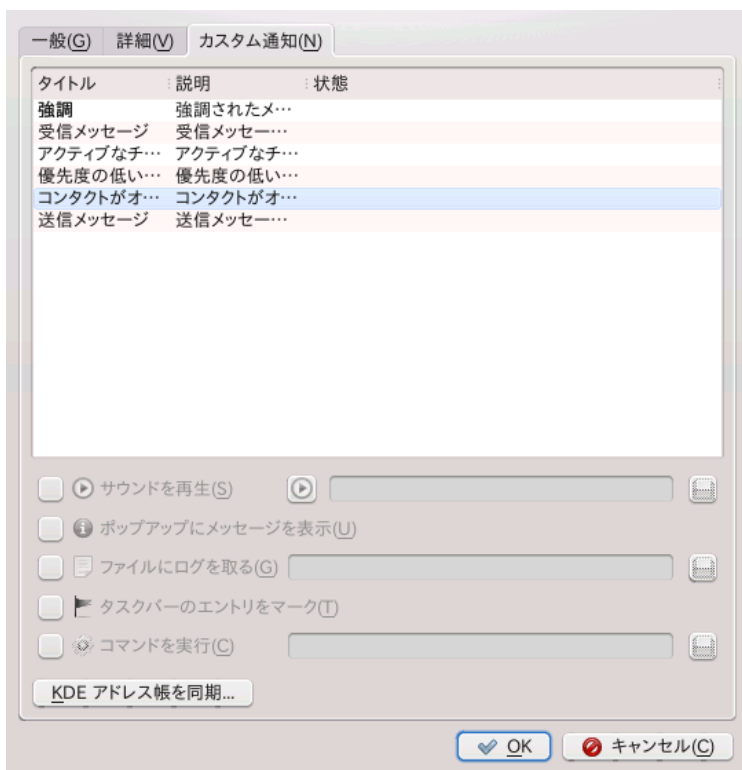 一般(G) 詳細(V) カスタム通知(N)
タイトル 説明 状態
強調 強調されたメ…
受信メッセージ 受信メッセー…
アクティブなチ… アクティブなチ…
優先度の低い… 優先度の低い…
コンタクトがオ… コンタクトがオ…
送信メッセージ 送信メッセー…
サウンドを再生(S)
ポップアップにメッセージを表示(U)
ファイルにログを取る(G)
タスクバーのエントリをマーク(T)
コマンドを実行(C)
KDE アドレス帳を同期...
OK キャンセル(C)